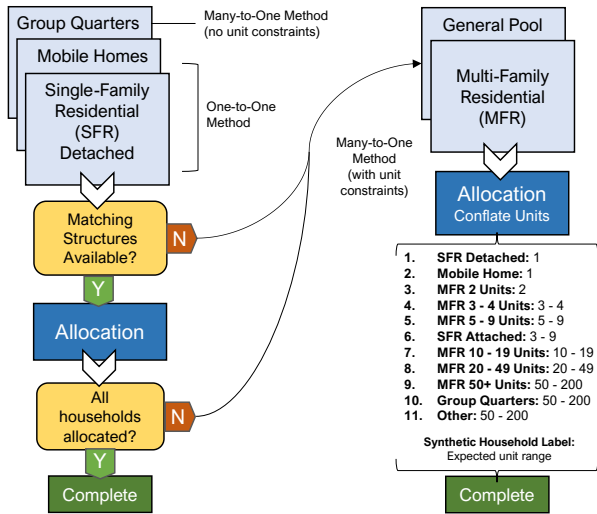 Group Quarters
Many-to-One Method
(no unit constraints)
Mobile Homes
Single-Family
Residential
(SFR)
Detached
One-to-One
Method
Matching
Structures
Available?
N
Y
Allocation
All
households
allocated?
N
Y
Complete
General Pool
Multi-Family
Residential
(MFR)
Many-to-One
Method
(with unit
constraints)
Allocation
Conflate Units
1. SFR Detached: 1
2. Mobile Home: 1
3. MFR 2 Units: 2
4. MFR 3 - 4 Units: 3 - 4
5. MFR 5 - 9 Units: 5 - 9
6. SFR Attached: 3 - 9
7. MFR 10 - 19 Units: 10 - 19
8. MFR 20 - 49 Units: 20 - 49
9. MFR 50+ Units: 50 - 200
10. Group Quarters: 50 - 200
11. Other: 50 - 200
Synthetic Household Label:
Expected unit range
Complete